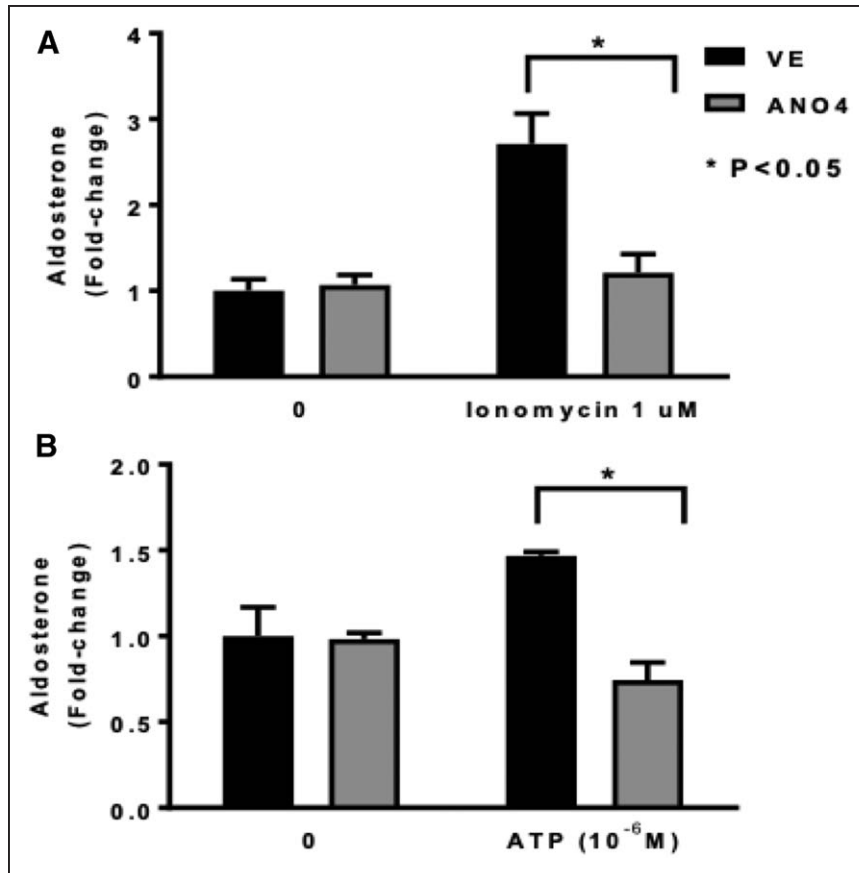 A
4
3
2
1
0
Aldosterone
(Fold-change)
*
VE
ANO4
* P<0.05
0
Ionomycin 1 uM
B
2.0
1.5
1.0
0.5
0.0
Aldosterone
(Fold-change)
*
0
ATP (10⁻⁶M)